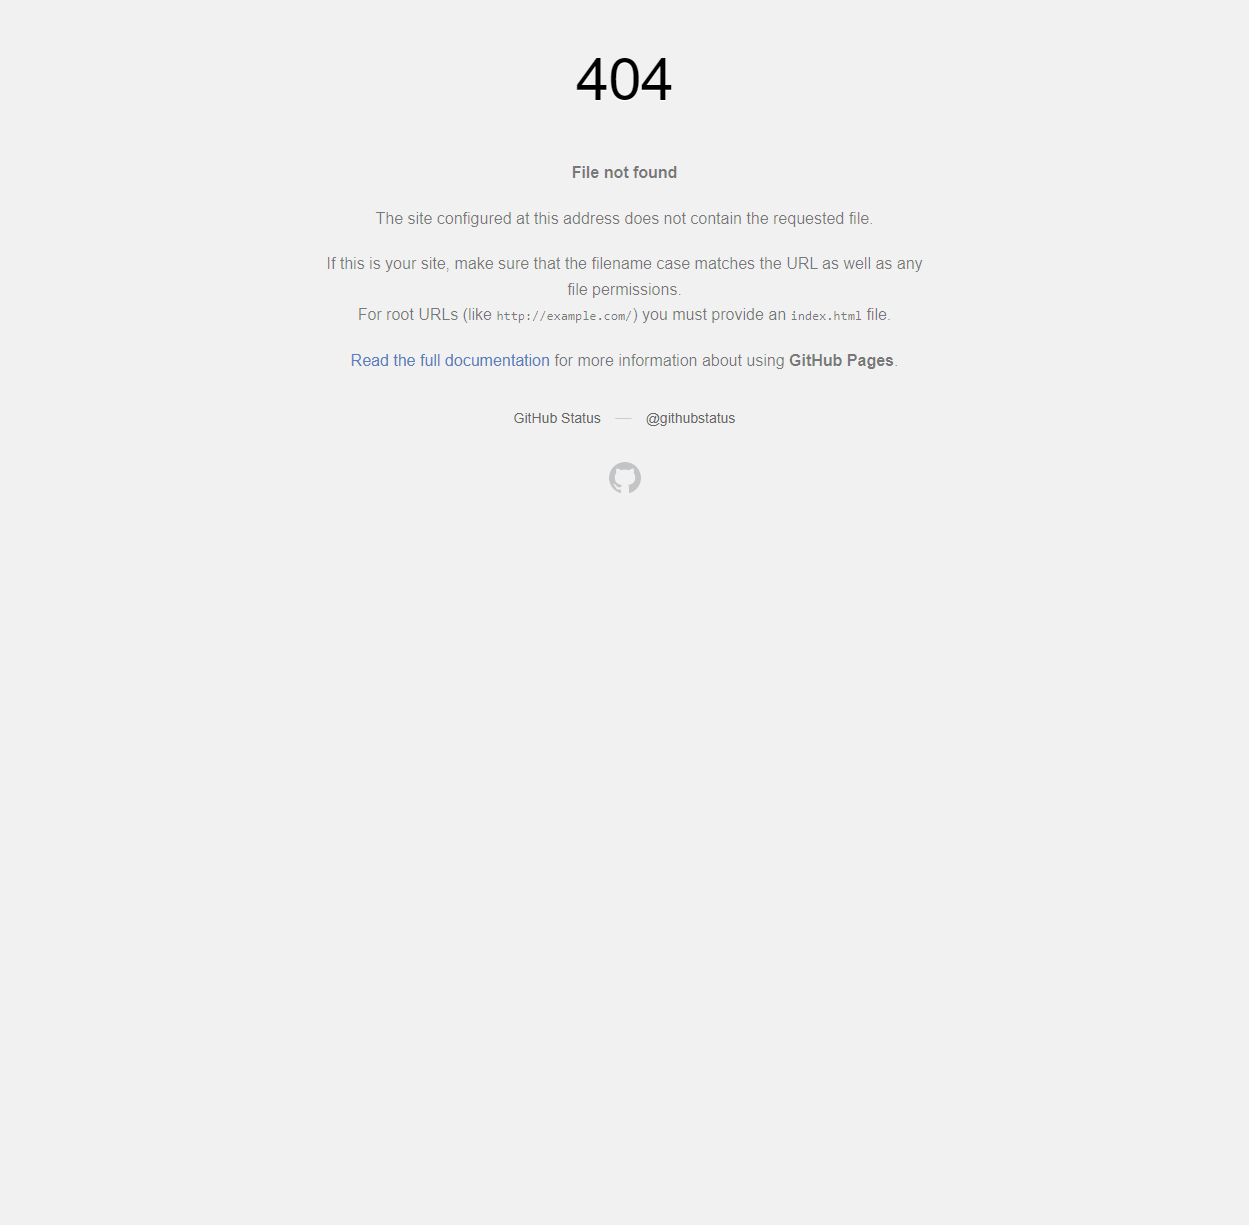 404
File not found
The site configured at this address does not contain the requested file.
If this is your site, make sure that the filename case matches the URL as well as any
file permissions.
For root URLs (like http://example.com/) you must provide an index.html file.
Read the full documentation for more information about using GitHub Pages.
GitHub Status — @githubstatus